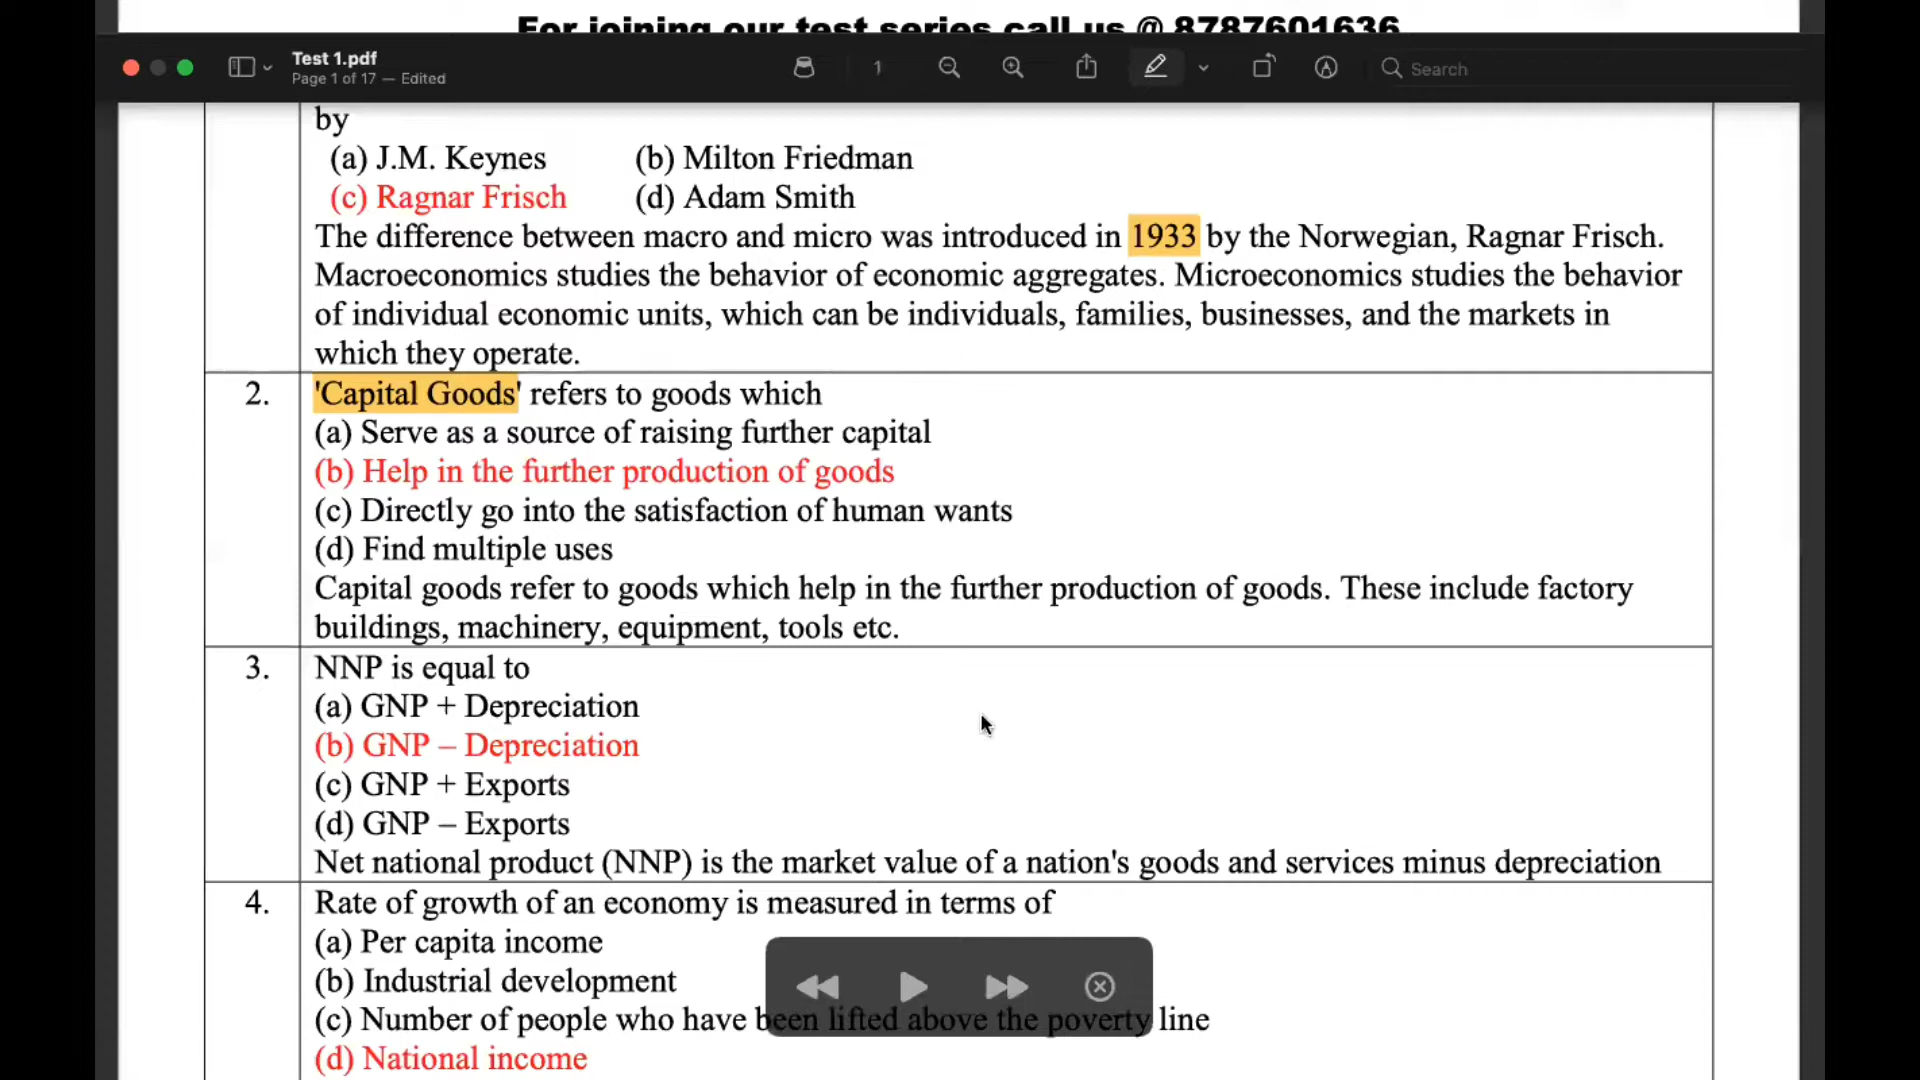 For joining our test series call us @ 8787601636
Test 1.pdf
Page 1 of 17 — Edited
1
Search
by
(a) J.M. Keynes (b) Milton Friedman
(c) Ragnar Frisch (d) Adam Smith
The difference between macro and micro was introduced in 1933 by the Norwegian, Ragnar Frisch.
Macroeconomics studies the behavior of economic aggregates. Microeconomics studies the behavior
of individual economic units, which can be individuals, families, businesses, and the markets in
which they operate.
2. 'Capital Goods' refers to goods which
(a) Serve as a source of raising further capital
(b) Help in the further production of goods
(c) Directly go into the satisfaction of human wants
(d) Find multiple uses
Capital goods refer to goods which help in the further production of goods. These include factory
buildings, machinery, equipment, tools etc.
3. NNP is equal to
(a) GNP + Depreciation
(b) GNP – Depreciation
(c) GNP + Exports
(d) GNP – Exports
Net national product (NNP) is the market value of a nation's goods and services minus depreciation
4. Rate of growth of an economy is measured in terms of
(a) Per capita income
(b) Industrial development
(c) Number of people who have been lifted above the poverty line
(d) National income